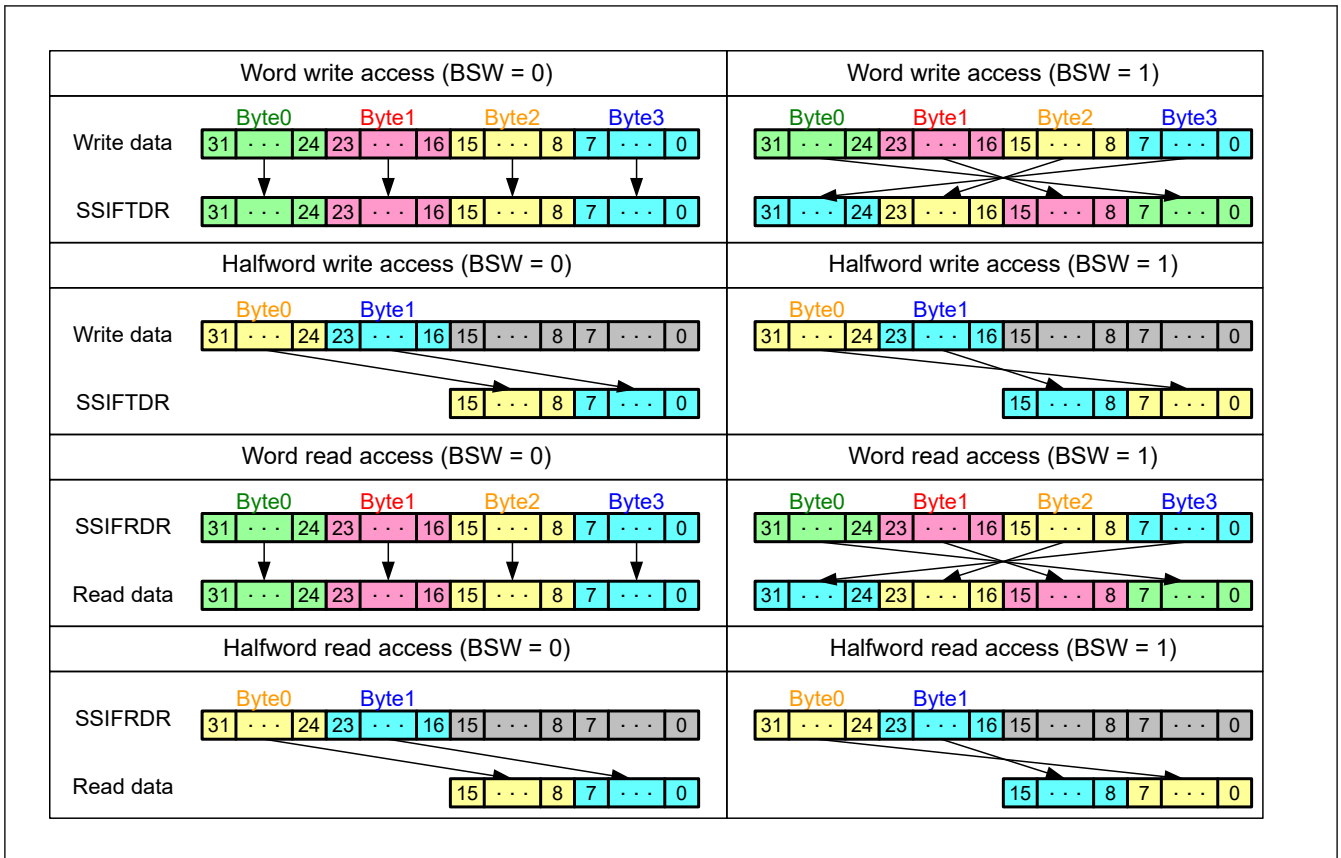 Word write access (BSW = 0) Word write access (BSW = 1)
Byte0 Byte1 Byte2 Byte3 Byte0 Byte1 Byte2 Byte3
Write data 31 · · · 24 23 · · · 16 15 · · · 8 7 · · · 0 31 · · · 24 23 · · · 16 15 · · · 8 7 · · · 0
SSIFTDR 31 · · · 24 23 · · · 16 15 · · · 8 7 · · · 0 31 · · · 24 23 · · · 16 15 · · · 8 7 · · · 0
Halfword write access (BSW = 0) Halfword write access (BSW = 1)
Byte0 Byte1 Byte0 Byte1
Write data 31 · · · 24 23 · · · 16 15 · · · 8 7 · · · 0 31 · · · 24 23 · · · 16 15 · · · 8 7 · · · 0
SSIFTDR 15 · · · 8 7 · · · 0 15 · · · 8 7 · · · 0
Word read access (BSW = 0) Word read access (BSW = 1)
Byte0 Byte1 Byte2 Byte3 Byte0 Byte1 Byte2 Byte3
SSIFRDR 31 · · · 24 23 · · · 16 15 · · · 8 7 · · · 0 31 · · · 24 23 · · · 16 15 · · · 8 7 · · · 0
Read data 31 · · · 24 23 · · · 16 15 · · · 8 7 · · · 0 31 · · · 24 23 · · · 16 15 · · · 8 7 · · · 0
Halfword read access (BSW = 0) Halfword read access (BSW = 1)
Byte0 Byte1 Byte0 Byte1
SSIFRDR 31 · · · 24 23 · · · 16 15 · · · 8 7 · · · 0 31 · · · 24 23 · · · 16 15 · · · 8 7 · · · 0
Read data 15 · · · 8 7 · · · 0 15 · · · 8 7 · · · 0